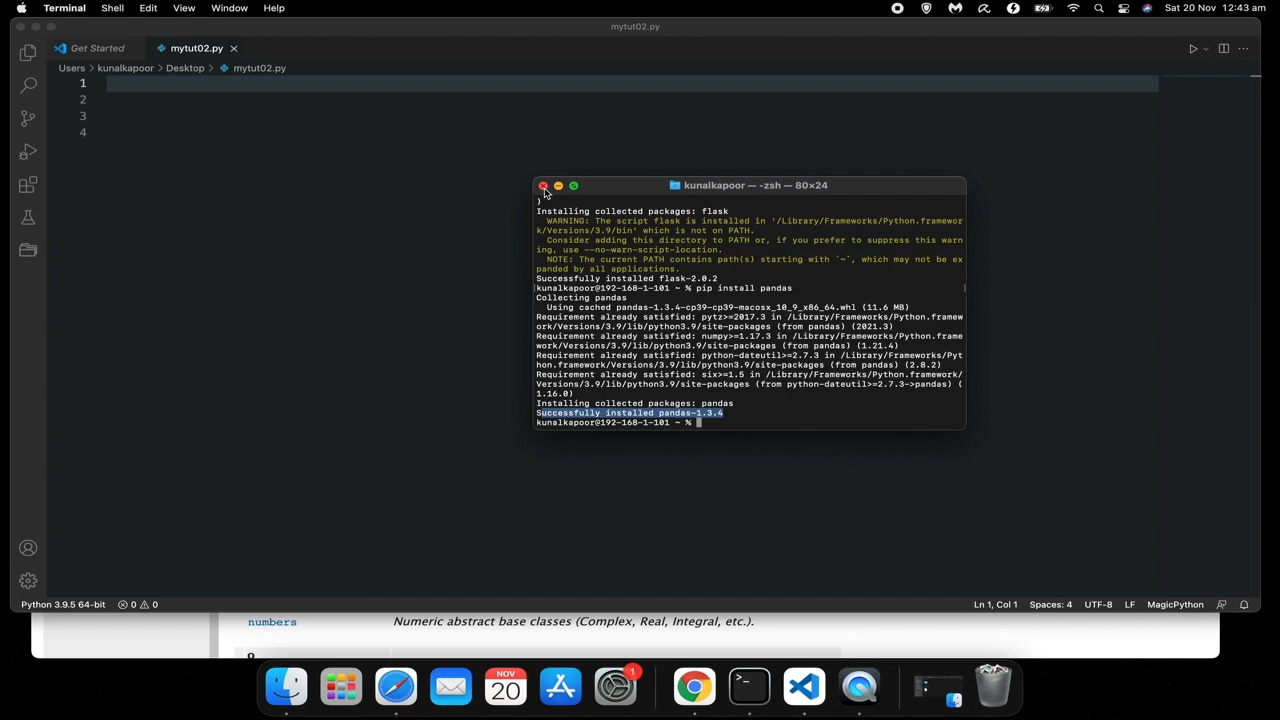 Terminal Shell Edit View Window Help Sat 20 Nov 12:43 am
mytut02.py
Get Started mytut02.py
Users > kunalkapoor > Desktop > mytut02.py
1
2
3
4
kunalkapoor — -zsh — 80×24
)
Installing collected packages: flask
WARNING: The script flask is installed in '/Library/Frameworks/Python.framewor
k/Versions/3.9/bin' which is not on PATH.
Consider adding this directory to PATH or, if you prefer to suppress this warn
ing, use --no-warn-script-location.
NOTE: The current PATH contains path(s) starting with `~`, which may not be ex
panded by all applications.
Successfully installed flask-2.0.2
kunalkapoor@192-168-1-101 ~ % pip install pandas
Collecting pandas
Using cached pandas-1.3.4-cp39-cp39-macosx_10_9_x86_64.whl (11.6 MB)
Requirement already satisfied: pytz>=2017.3 in /Library/Frameworks/Python.framew
ork/Versions/3.9/lib/python3.9/site-packages (from pandas) (2021.3)
Requirement already satisfied: numpy>=1.17.3 in /Library/Frameworks/Python.frame
work/Versions/3.9/lib/python3.9/site-packages (from pandas) (1.21.4)
Requirement already satisfied: python-dateutil>=2.7.3 in /Library/Frameworks/Pyt
hon.framework/Versions/3.9/lib/python3.9/site-packages (from pandas) (2.8.2)
Requirement already satisfied: six>=1.5 in /Library/Frameworks/Python.framework/
Versions/3.9/lib/python3.9/site-packages (from python-dateutil>=2.7.3->pandas) (
1.16.0)
Installing collected packages: pandas
Successfully installed pandas-1.3.4
kunalkapoor@192-168-1-101 ~ %
Python 3.9.5 64-bit 0 0 Ln 1, Col 1 Spaces: 4 UTF-8 LF MagicPython
numbers Numeric abstract base classes (Complex, Real, Integral, etc.).
NOV
20
1